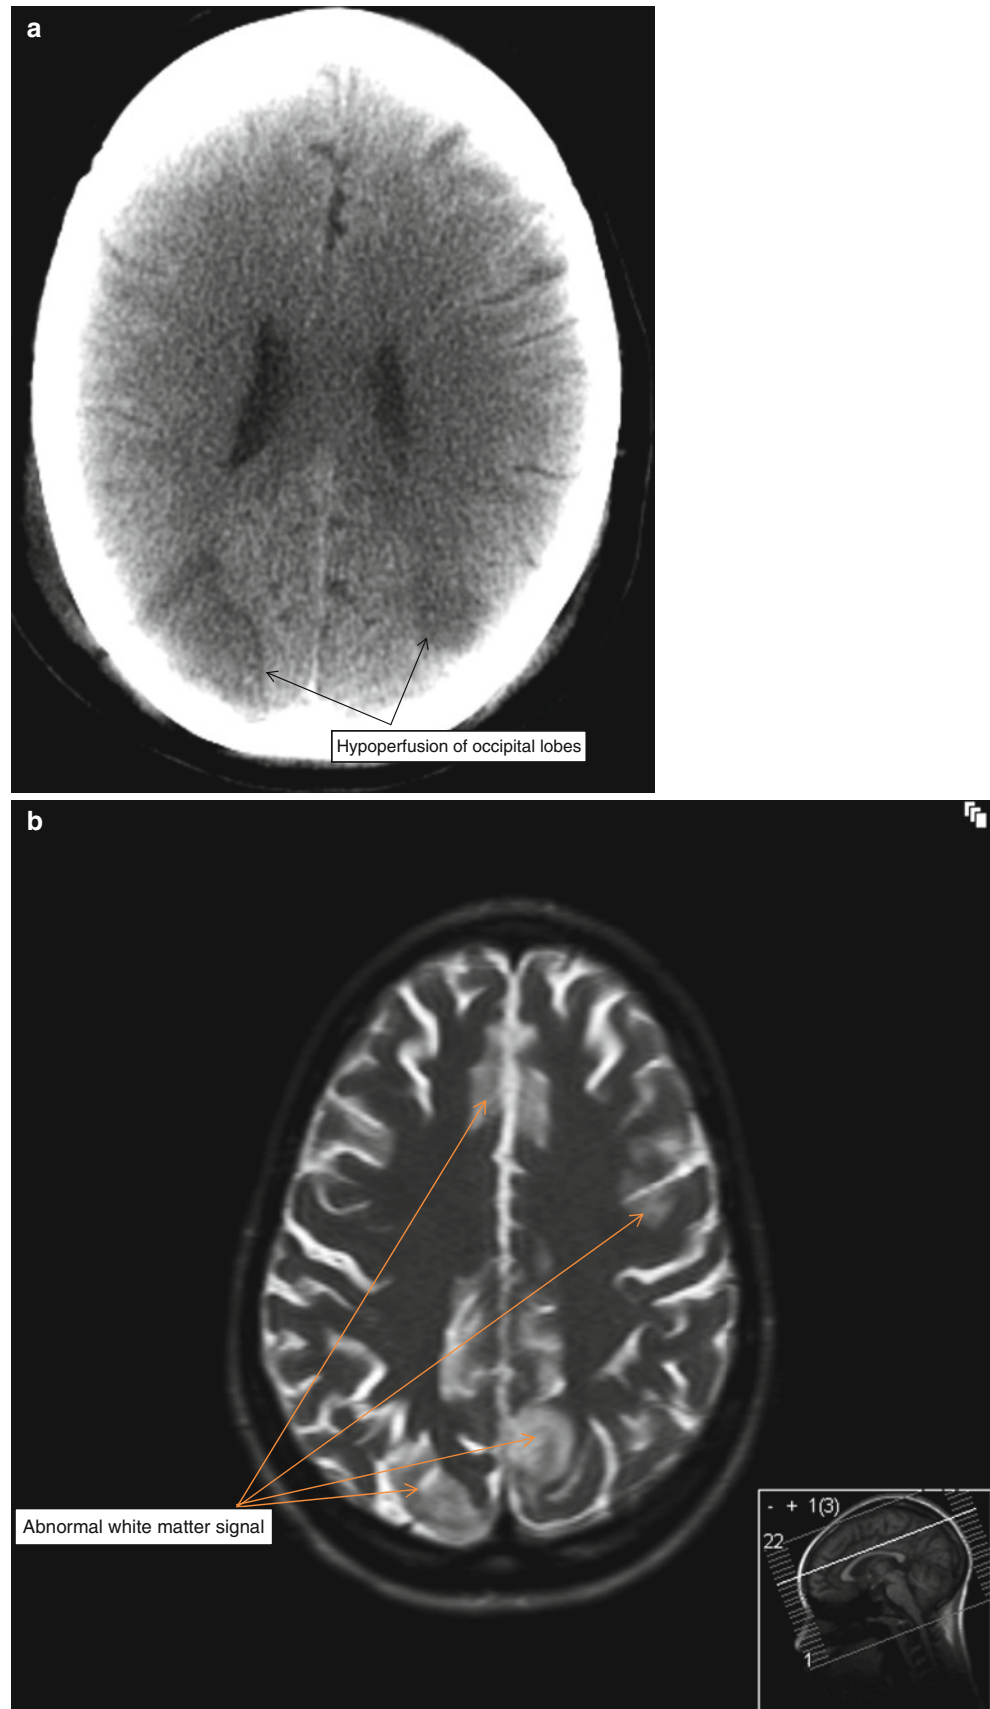 a
Hypoperfusion of occipital lobes
b
Abnormal white matter signal
- + 1(3)
22
1